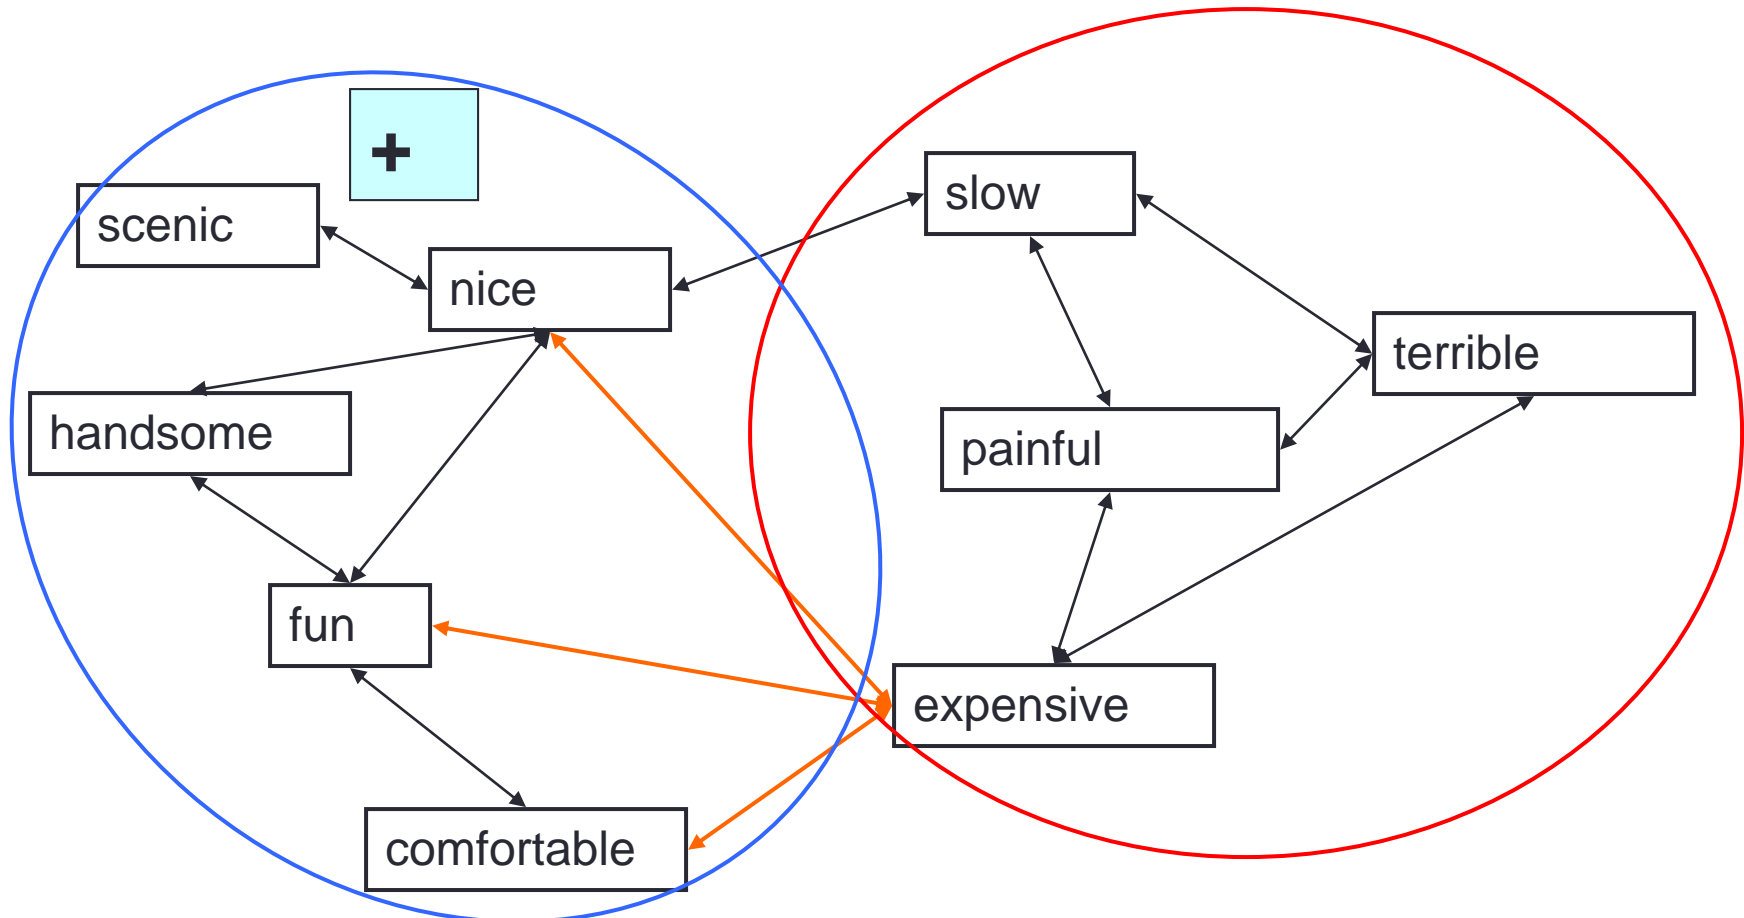 +
scenic
nice
handsome
fun
comfortable
slow
terrible
painful
expensive